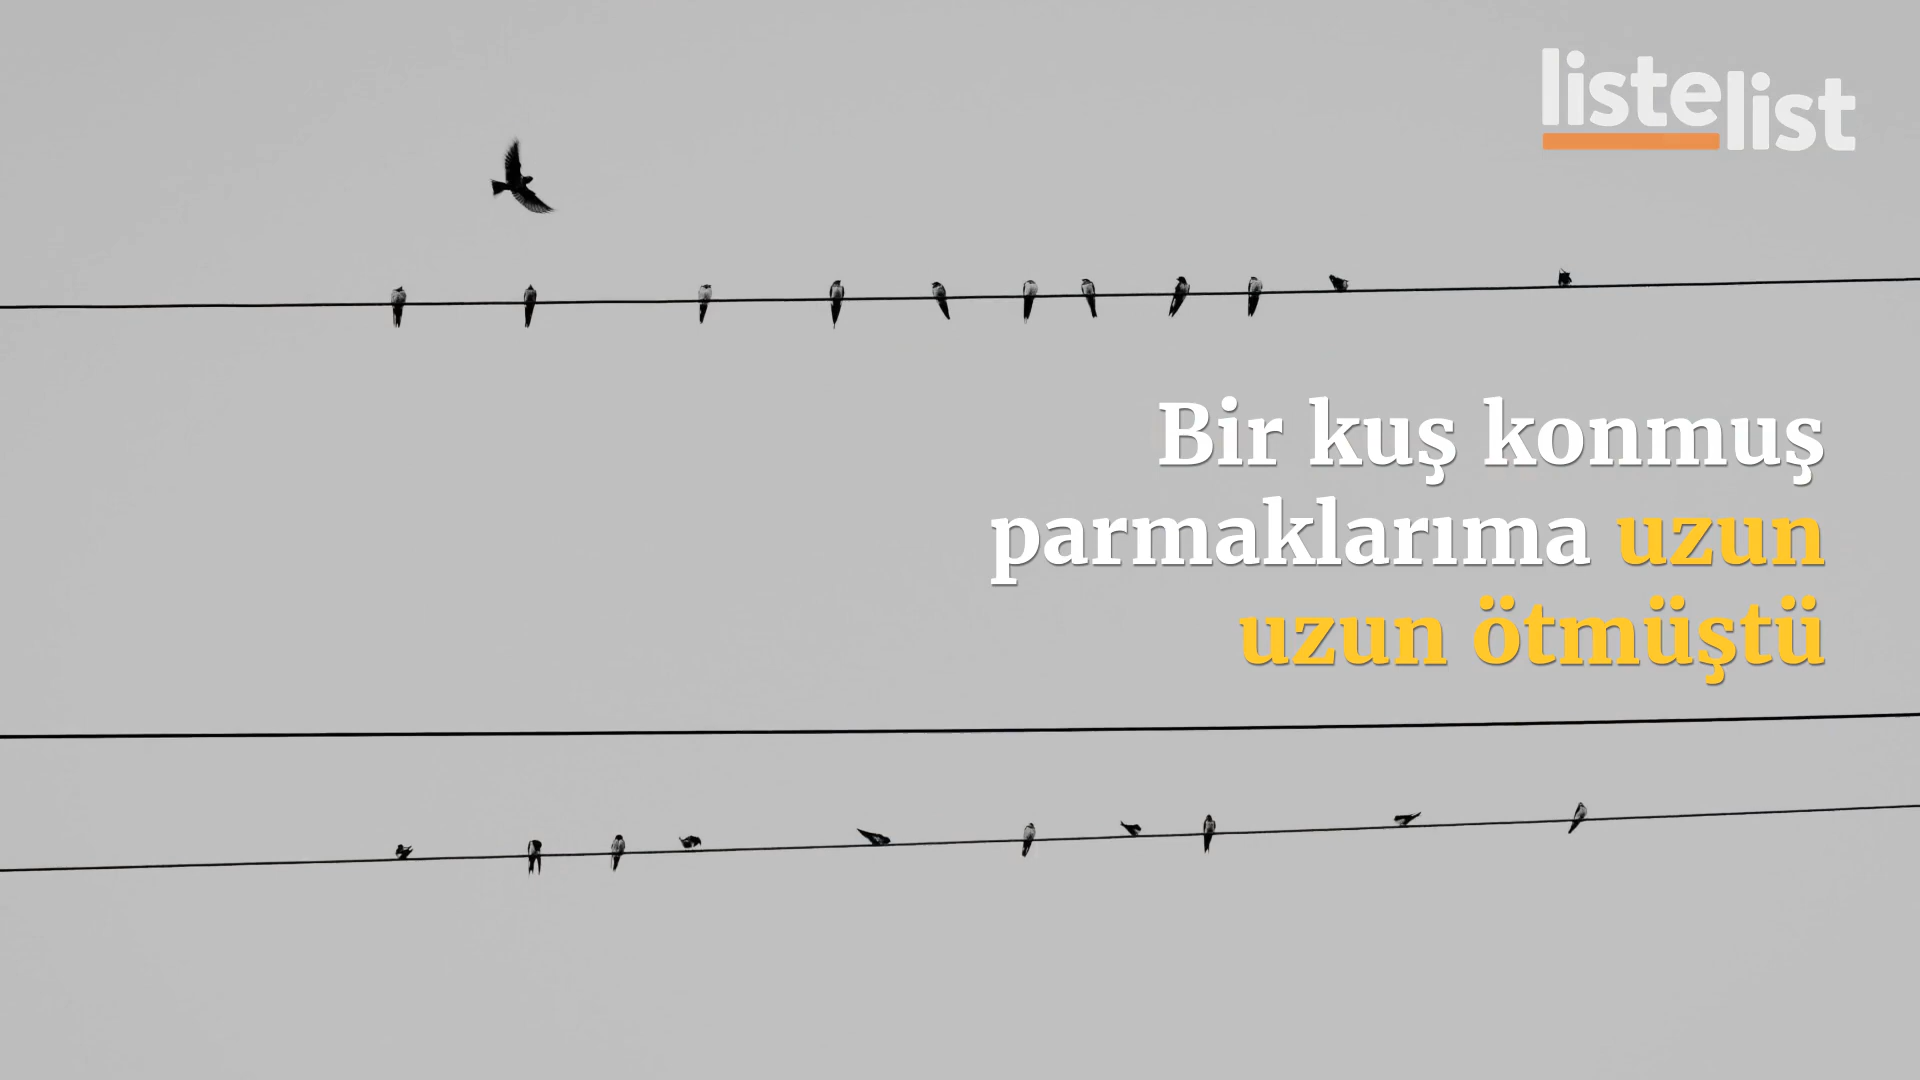 listelist
Bir kuş konmuş
parmaklarıma uzun
uzun ötmüştü